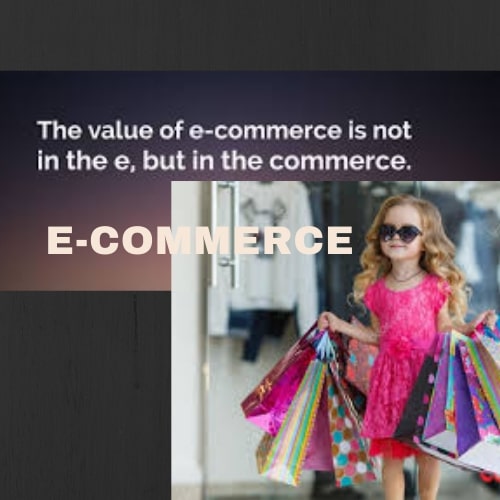 The value of e-commerce is not
in the e, but in the commerce.
E-COMMERCE